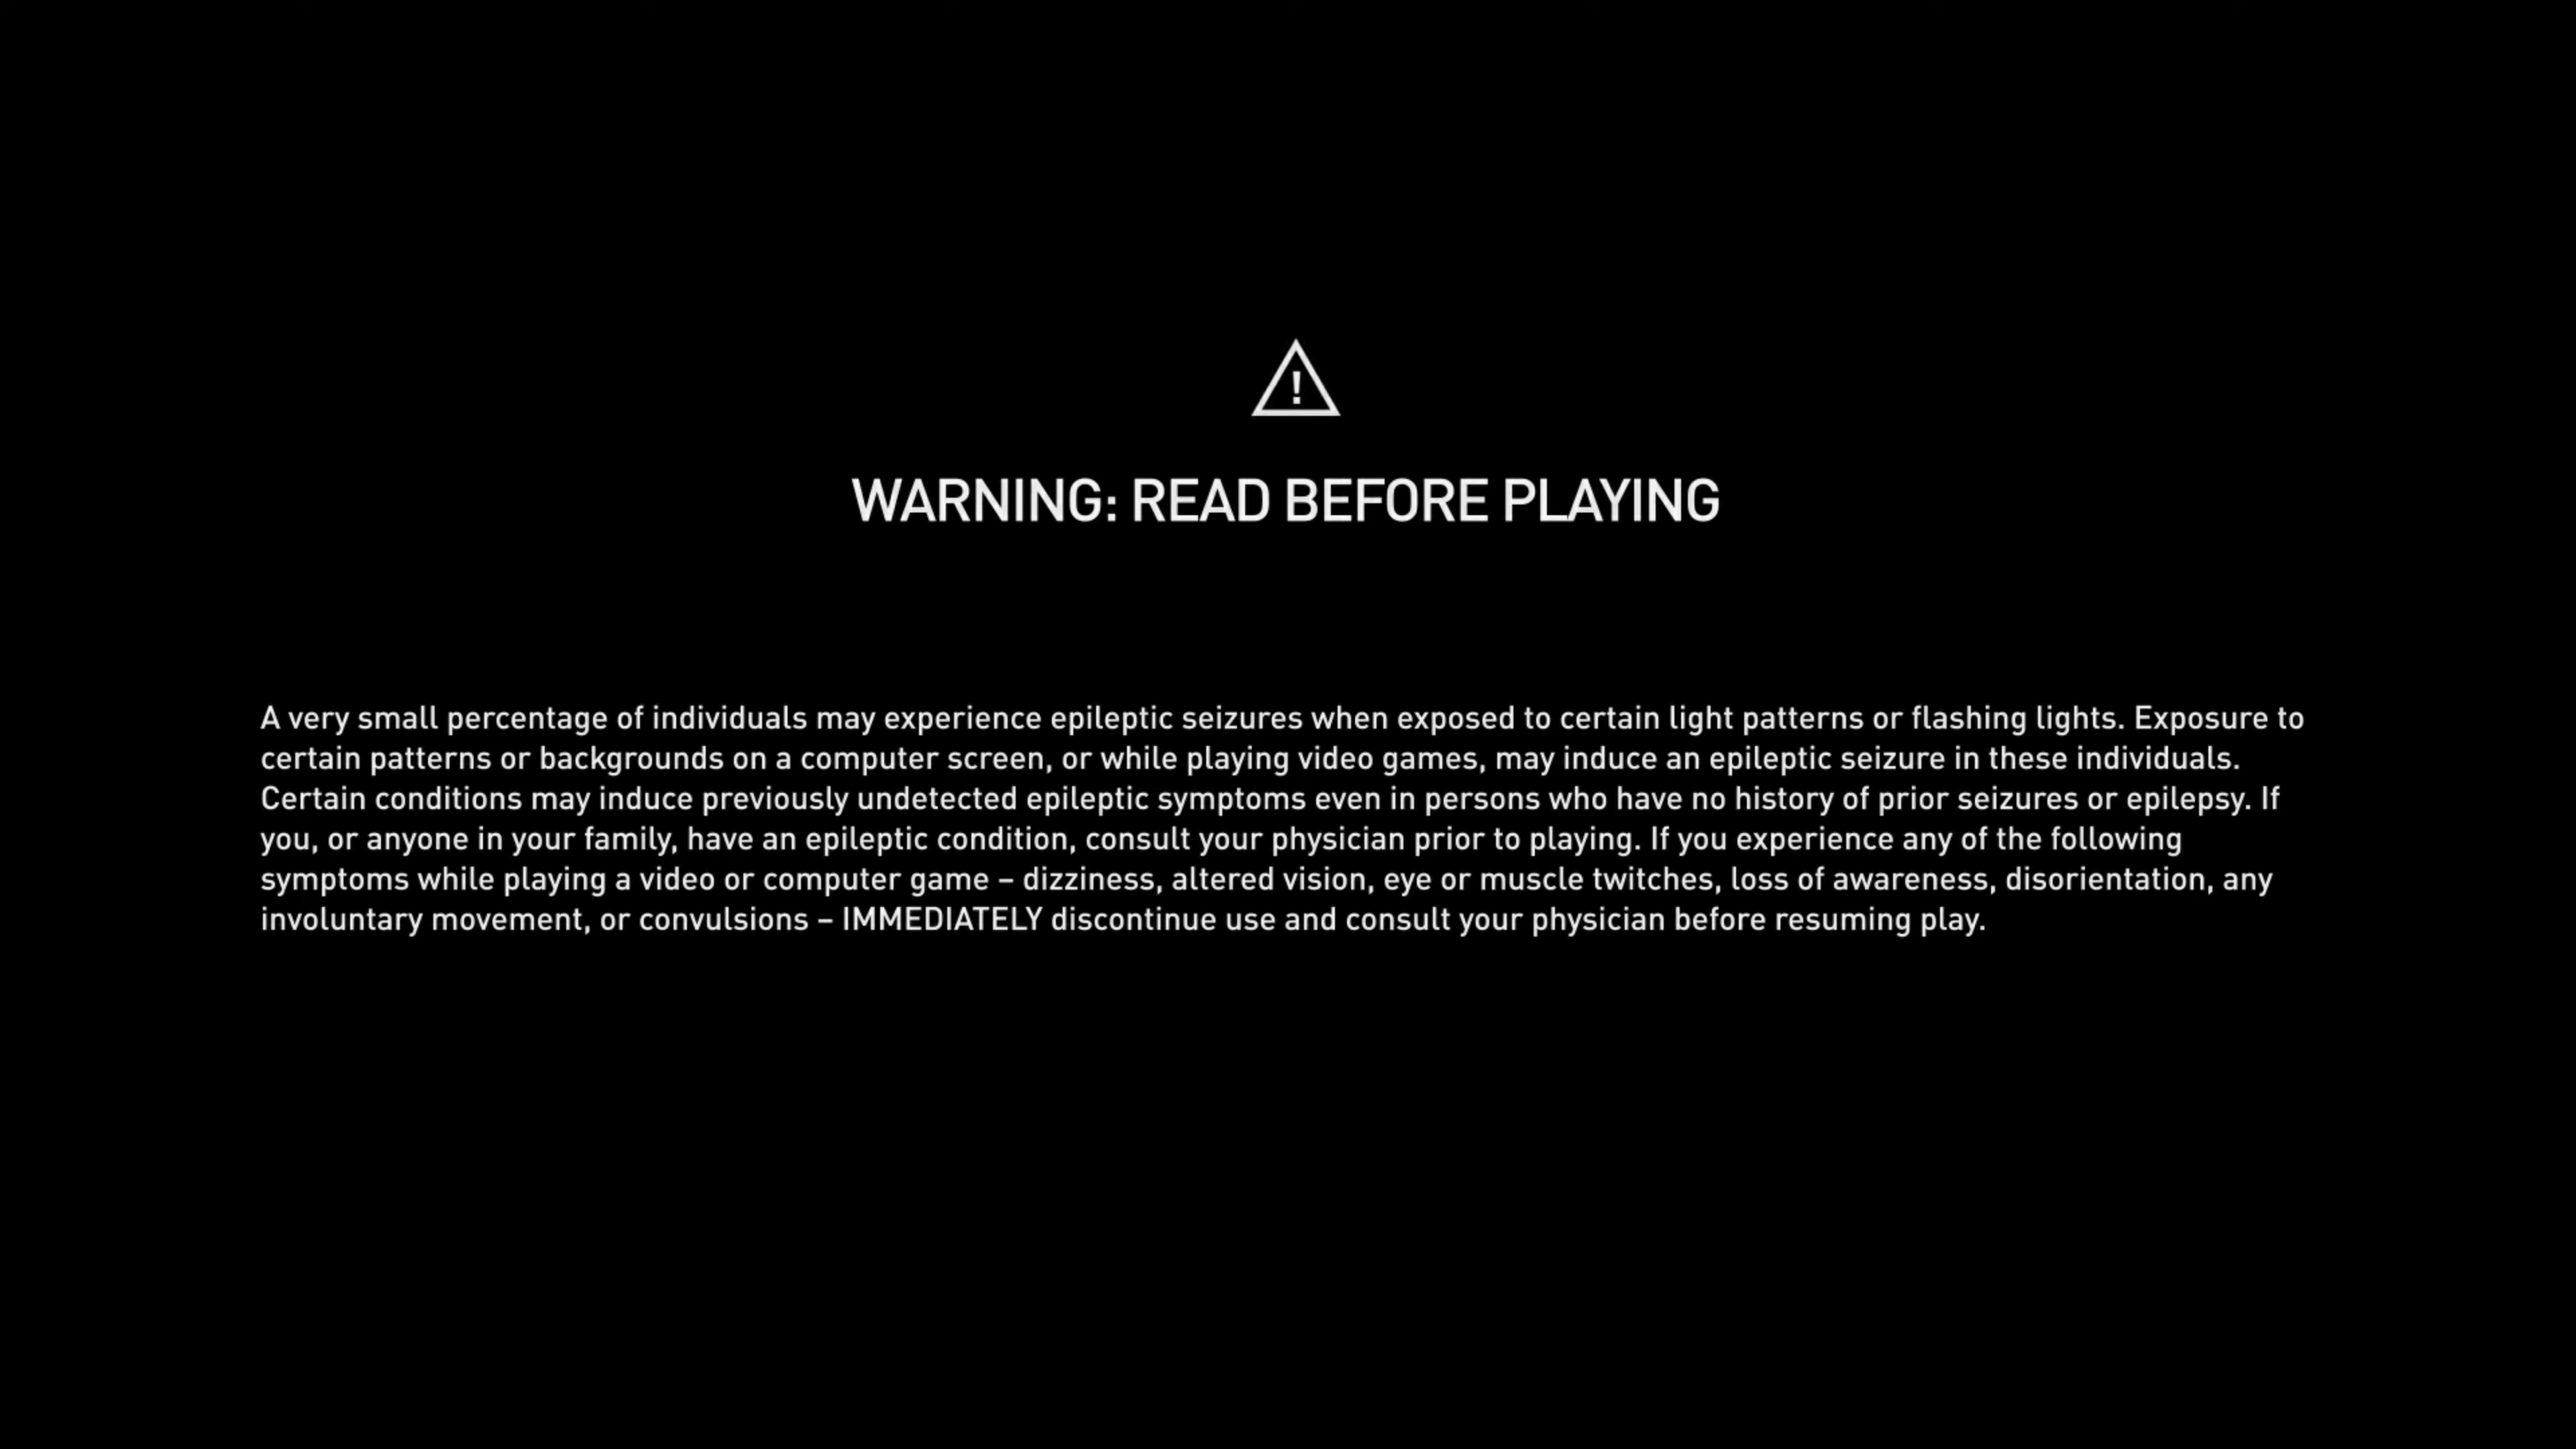 !
WARNING: READ BEFORE PLAYING
A very small percentage of individuals may experience epileptic seizures when exposed to certain light patterns or flashing lights. Exposure to
certain patterns or backgrounds on a computer screen, or while playing video games, may induce an epileptic seizure in these individuals.
Certain conditions may induce previously undetected epileptic symptoms even in persons who have no history of prior seizures or epilepsy. If
you, or anyone in your family, have an epileptic condition, consult your physician prior to playing. If you experience any of the following
symptoms while playing a video or computer game – dizziness, altered vision, eye or muscle twitches, loss of awareness, disorientation, any
involuntary movement, or convulsions – IMMEDIATELY discontinue use and consult your physician before resuming play.